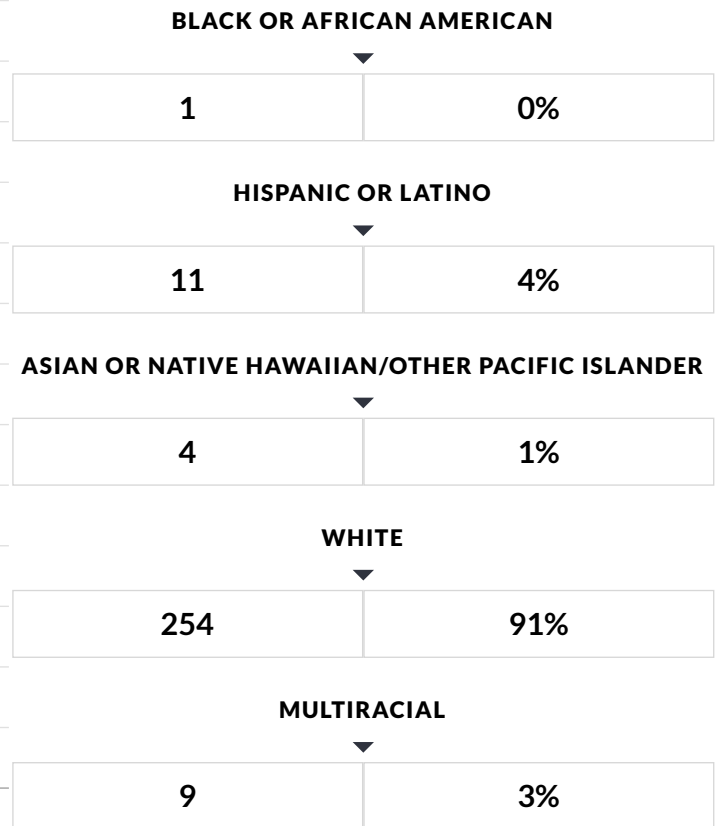 BLACK OR AFRICAN AMERICAN
1 0%
HISPANIC OR LATINO
11 4%
ASIAN OR NATIVE HAWAIIAN/OTHER PACIFIC ISLANDER
4 1%
WHITE
254 91%
MULTIRACIAL
9 3%